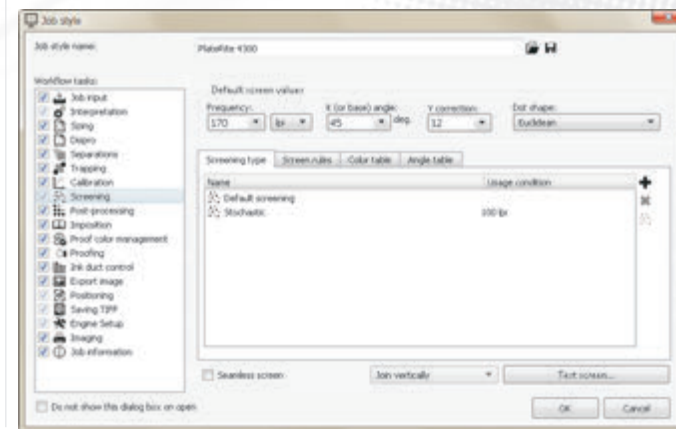 Job style
Job style name:
PlateRite 4300
Workflow tasks:
Job input
Interpretation
Sizing
Dispro
Separations
Trapping
Calibration
Screening
Post-processing
Imposition
Proof color management
Proofing
Ink duct control
Export image
Positioning
Saving TIFF
Engine Setup
Imaging
Job information
Default screen values
Frequency:
K (or base) angle:
Y correction:
Dot shape:
170
lpi
45
deg.
12
Euclidean
Screening type
Screen rules
Color table
Angle table
Name
Usage condition
Default screening
Stochastic
100 lpi
Seamless screen
Join vertically
Test screen...
Do not show this dialog box on open
OK
Cancel